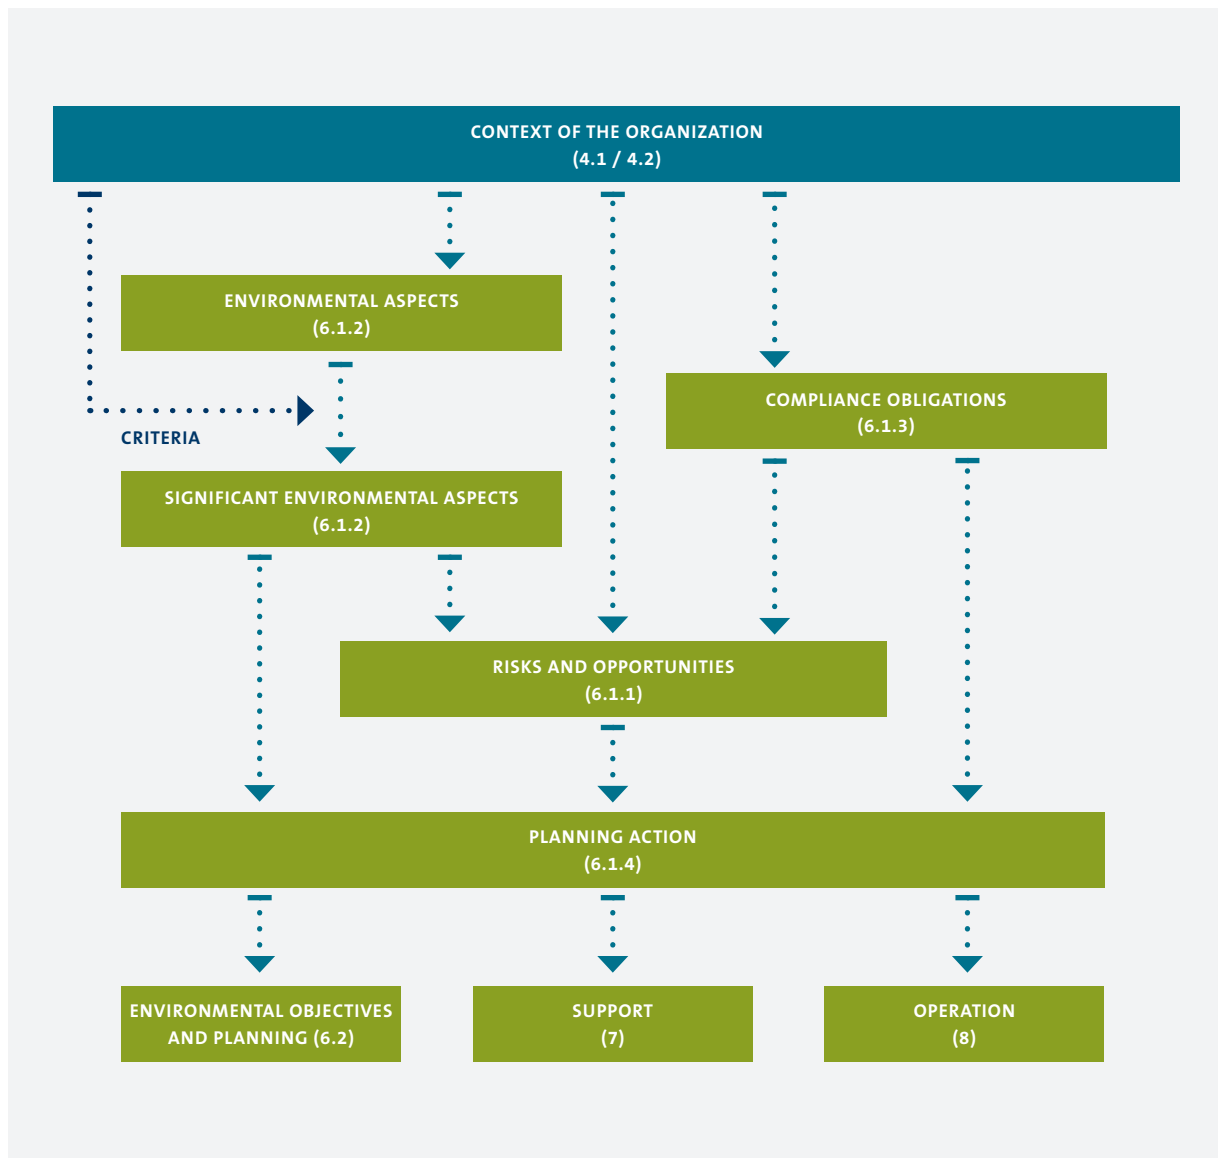 CONTEXT OF THE ORGANIZATION
(4.1 / 4.2)
ENVIRONMENTAL ASPECTS
(6.1.2)
COMPLIANCE OBLIGATIONS
(6.1.3)
CRITERIA
SIGNIFICANT ENVIRONMENTAL ASPECTS
(6.1.2)
RISKS AND OPPORTUNITIES
(6.1.1)
PLANNING ACTION
(6.1.4)
ENVIRONMENTAL OBJECTIVES
AND PLANNING (6.2)
SUPPORT
(7)
OPERATION
(8)